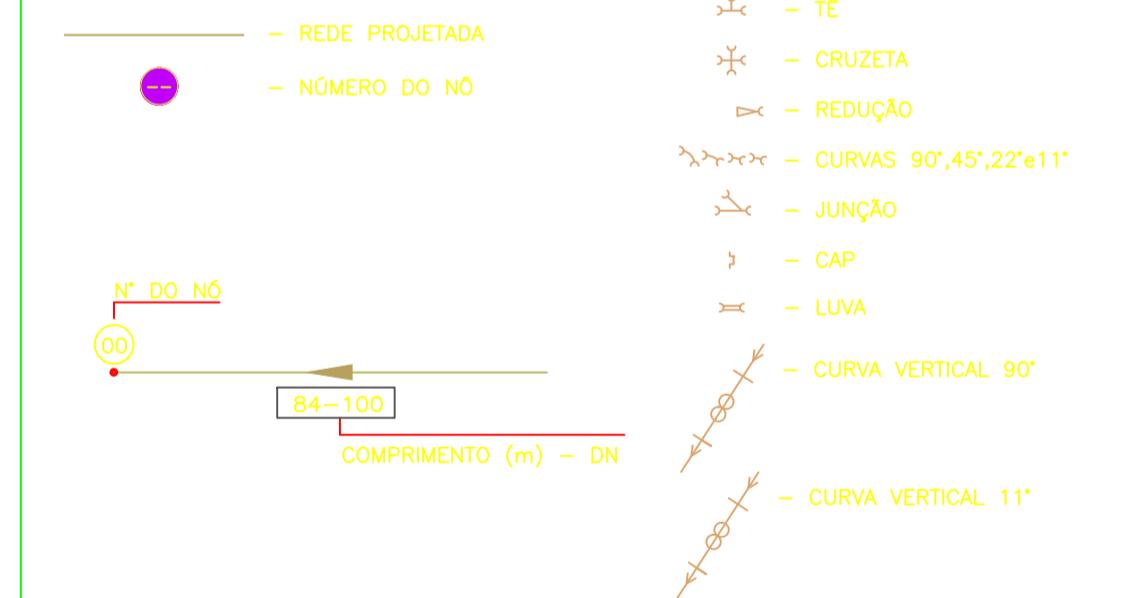 — REDE PROJETADA
-- — NÚMERO DO NÓ
N° DO NÓ
00
84-100
COMPRIMENTO (m) — DN
— TÊ
— CRUZETA
— REDUÇÃO
— CURVAS 90°,45°,22°e11°
— JUNÇÃO
— CAP
— LUVA
— CURVA VERTICAL 90°
— CURVA VERTICAL 11°